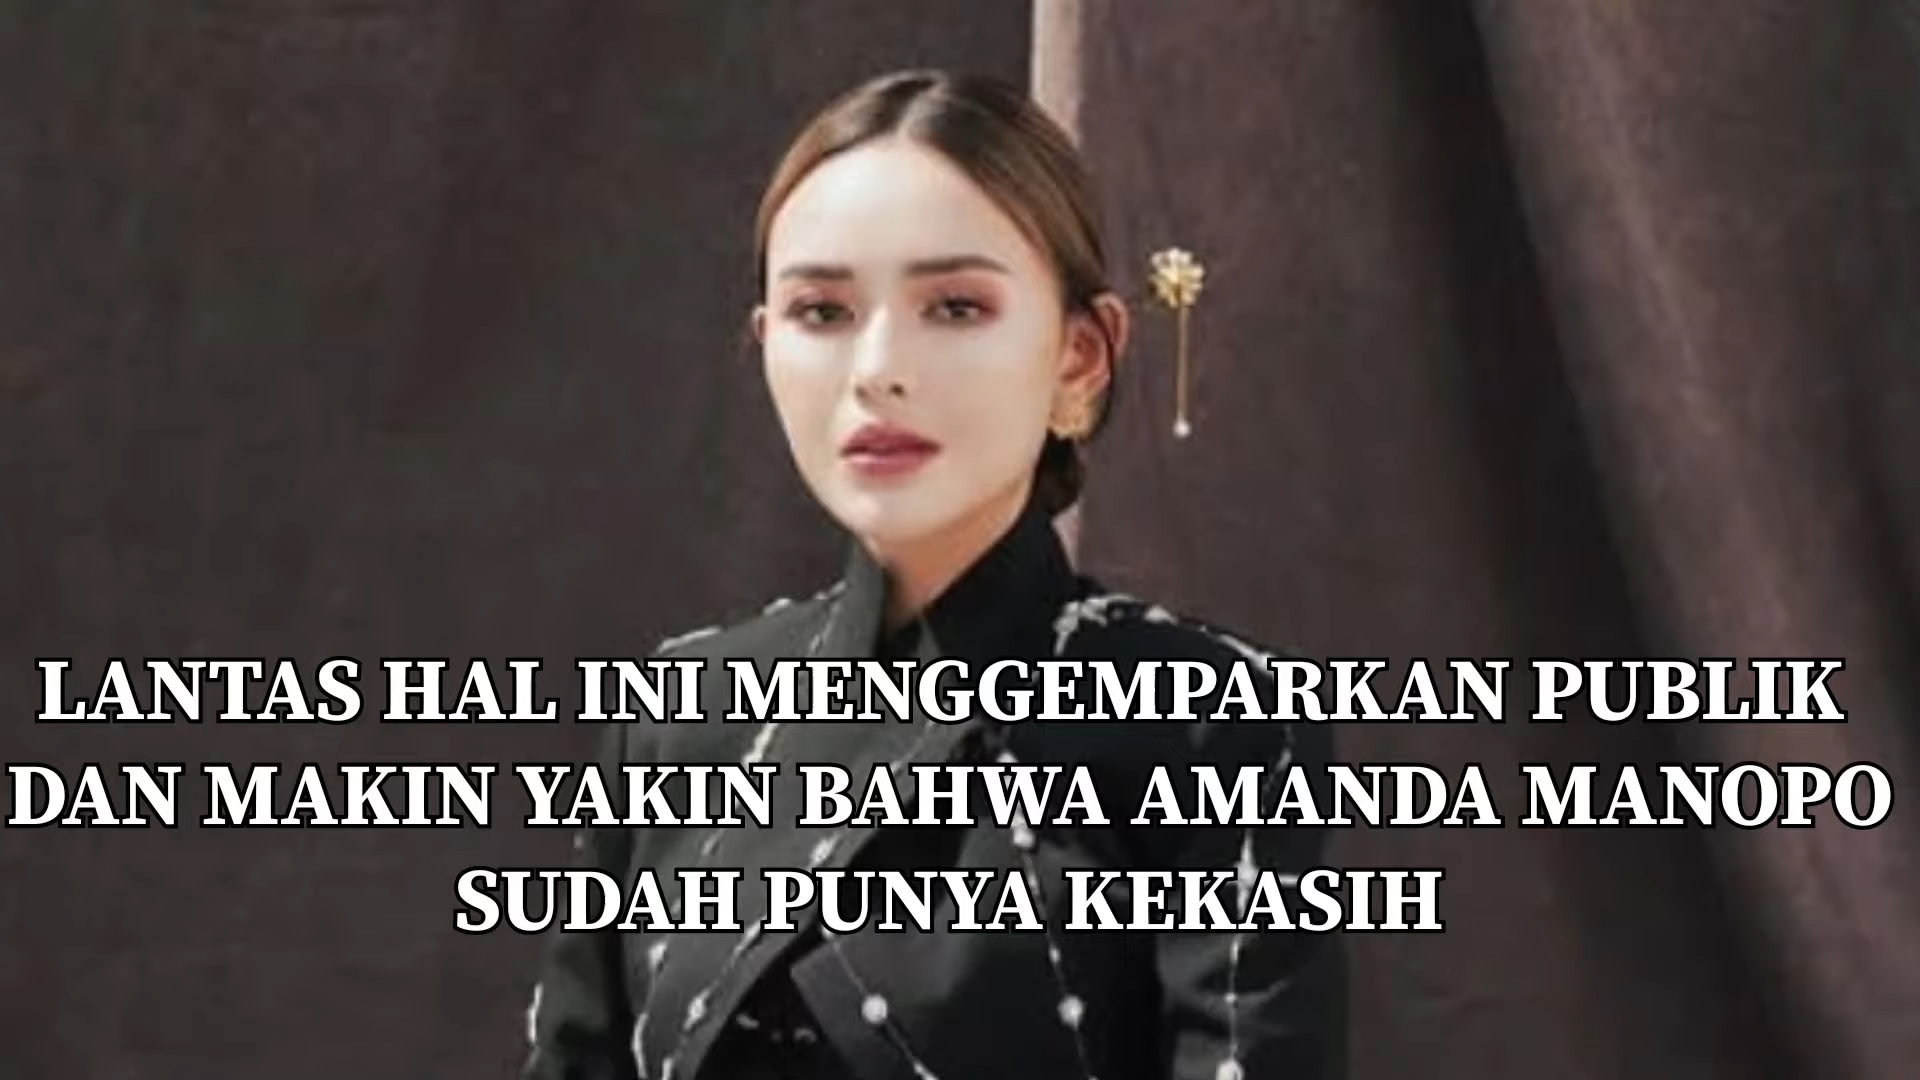 LANTAS HAL INI MENGGEMPARKAN PUBLIK
DAN MAKIN YAKIN BAHWA AMANDA MANOPO
SUDAH PUNYA KEKASIH